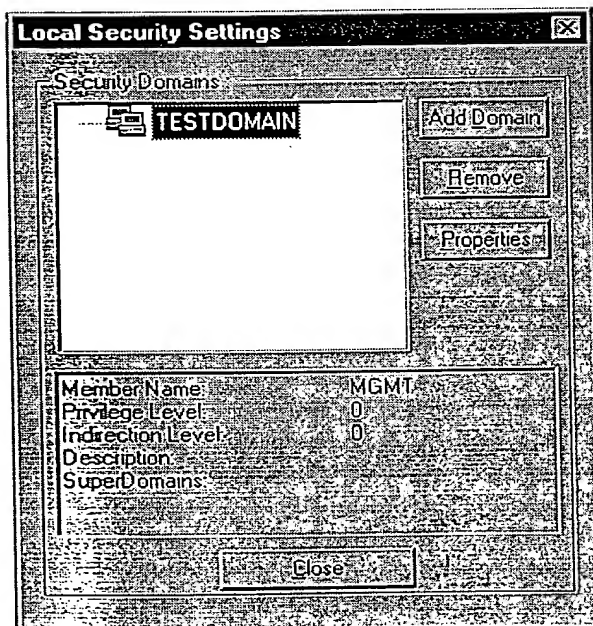 Local Security Settings
Security Domains
TESTDOMAIN
Add Domain
Remove
Properties
Member Name: MGMT
Privilege Level: 0
Indirection Level: 0
Description:
SuperDomains:
Close